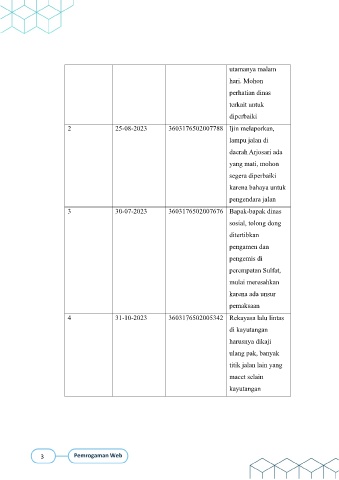 utamanya malam
hari. Mohon
perhatian dinas
terkait untuk
diperbaiki
2 25-08-2023 3603176502007788 Ijin melaporkan,
lampu jalan di
daerah Arjosari ada
yang mati, mohon
segera diperbaiki
karena bahaya untuk
pengendara jalan
3 30-07-2023 3603176502007676 Bapak-bapak dinas
sosial, tolong dong
ditertibkan
pengamen dan
pengemis di
perempatan Sulfat,
mulai meresahkan
karena ada unsur
pemaksaan
4 31-10-2023 3603176502005342 Rekayasa lalu lintas
di kayutangan
harusnya dikaji
ulang pak, banyak
titik jalan lain yang
macet selain
kayutangan
3 Pemrogaman Web